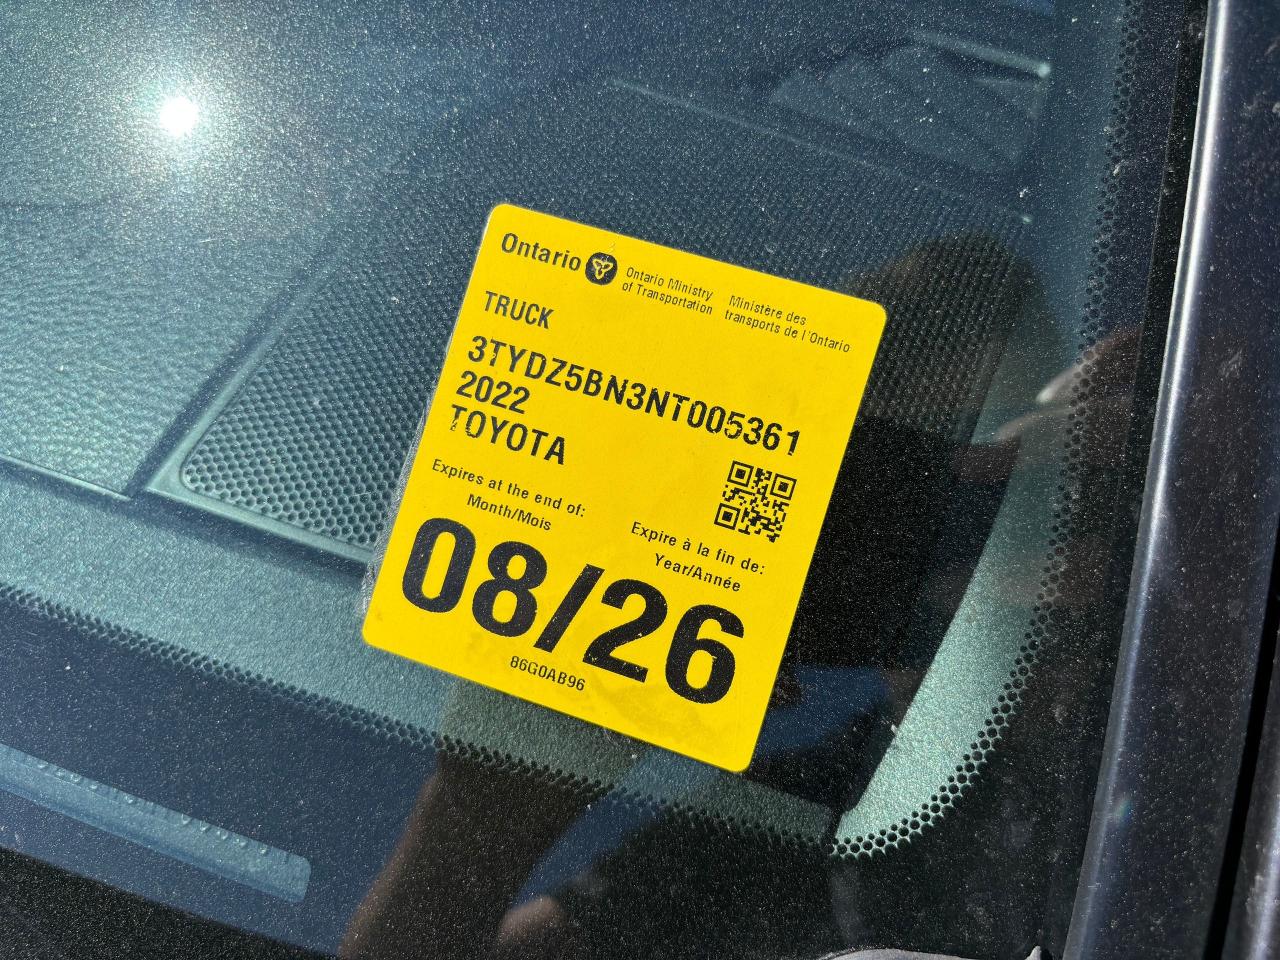 Ontario
Ontario Ministry of Transportation
Ministère des transports de l'Ontario
TRUCK
3TYDZ5BN3NT005361
2022
TOYOTA
Expires at the end of:
Month/Mois
Expire à la fin de:
Year/Année
08/26
86G0AB96